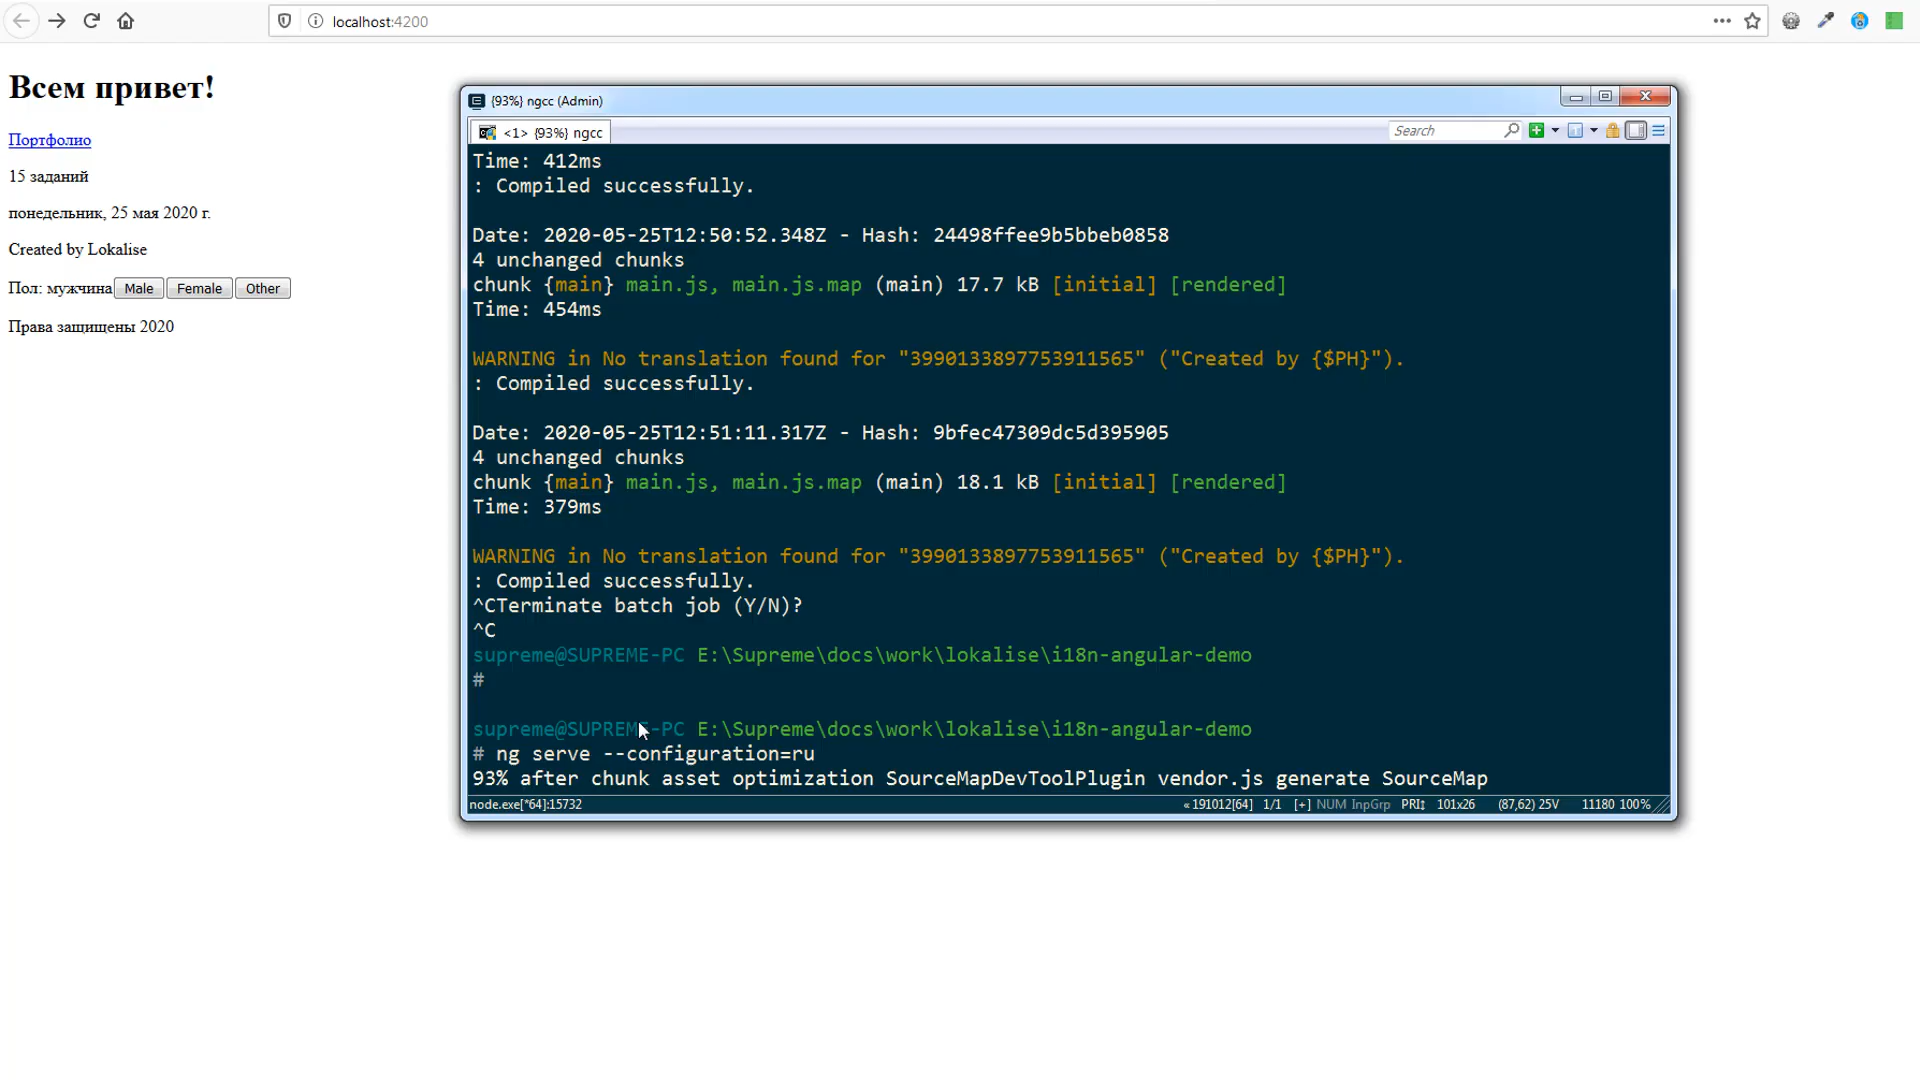 localhost:4200
Всем привет!
Портфолио
15 заданий
понедельник, 25 мая 2020 г.
Created by Lokalise
Пол: мужчина Male Female Other
Права защищены 2020
{93%} ngcc (Admin)
<1> {93%} ngcc
Search
Time: 412ms
: Compiled successfully.
Date: 2020-05-25T12:50:52.348Z - Hash: 24498ffee9b5bbeb0858
4 unchanged chunks
chunk {main} main.js, main.js.map (main) 17.7 kB [initial] [rendered]
Time: 454ms
WARNING in No translation found for "3990133897753911565" ("Created by {$PH}").
: Compiled successfully.
Date: 2020-05-25T12:51:11.317Z - Hash: 9bfec47309dc5d395905
4 unchanged chunks
chunk {main} main.js, main.js.map (main) 18.1 kB [initial] [rendered]
Time: 379ms
WARNING in No translation found for "3990133897753911565" ("Created by {$PH}").
: Compiled successfully.
^CTerminate batch job (Y/N)?
^C
supreme@SUPREME-PC E:\Supreme\docs\work\lokalise\i18n-angular-demo
#
supreme@SUPREME-PC E:\Supreme\docs\work\lokalise\i18n-angular-demo
# ng serve --configuration=ru
93% after chunk asset optimization SourceMapDevToolPlugin vendor.js generate SourceMap
node.exe[*64]:15732 «191012[64] 1/1 [+] NUM InpGrp PRI↕ 101x26 (87,62) 25V 11180 100%